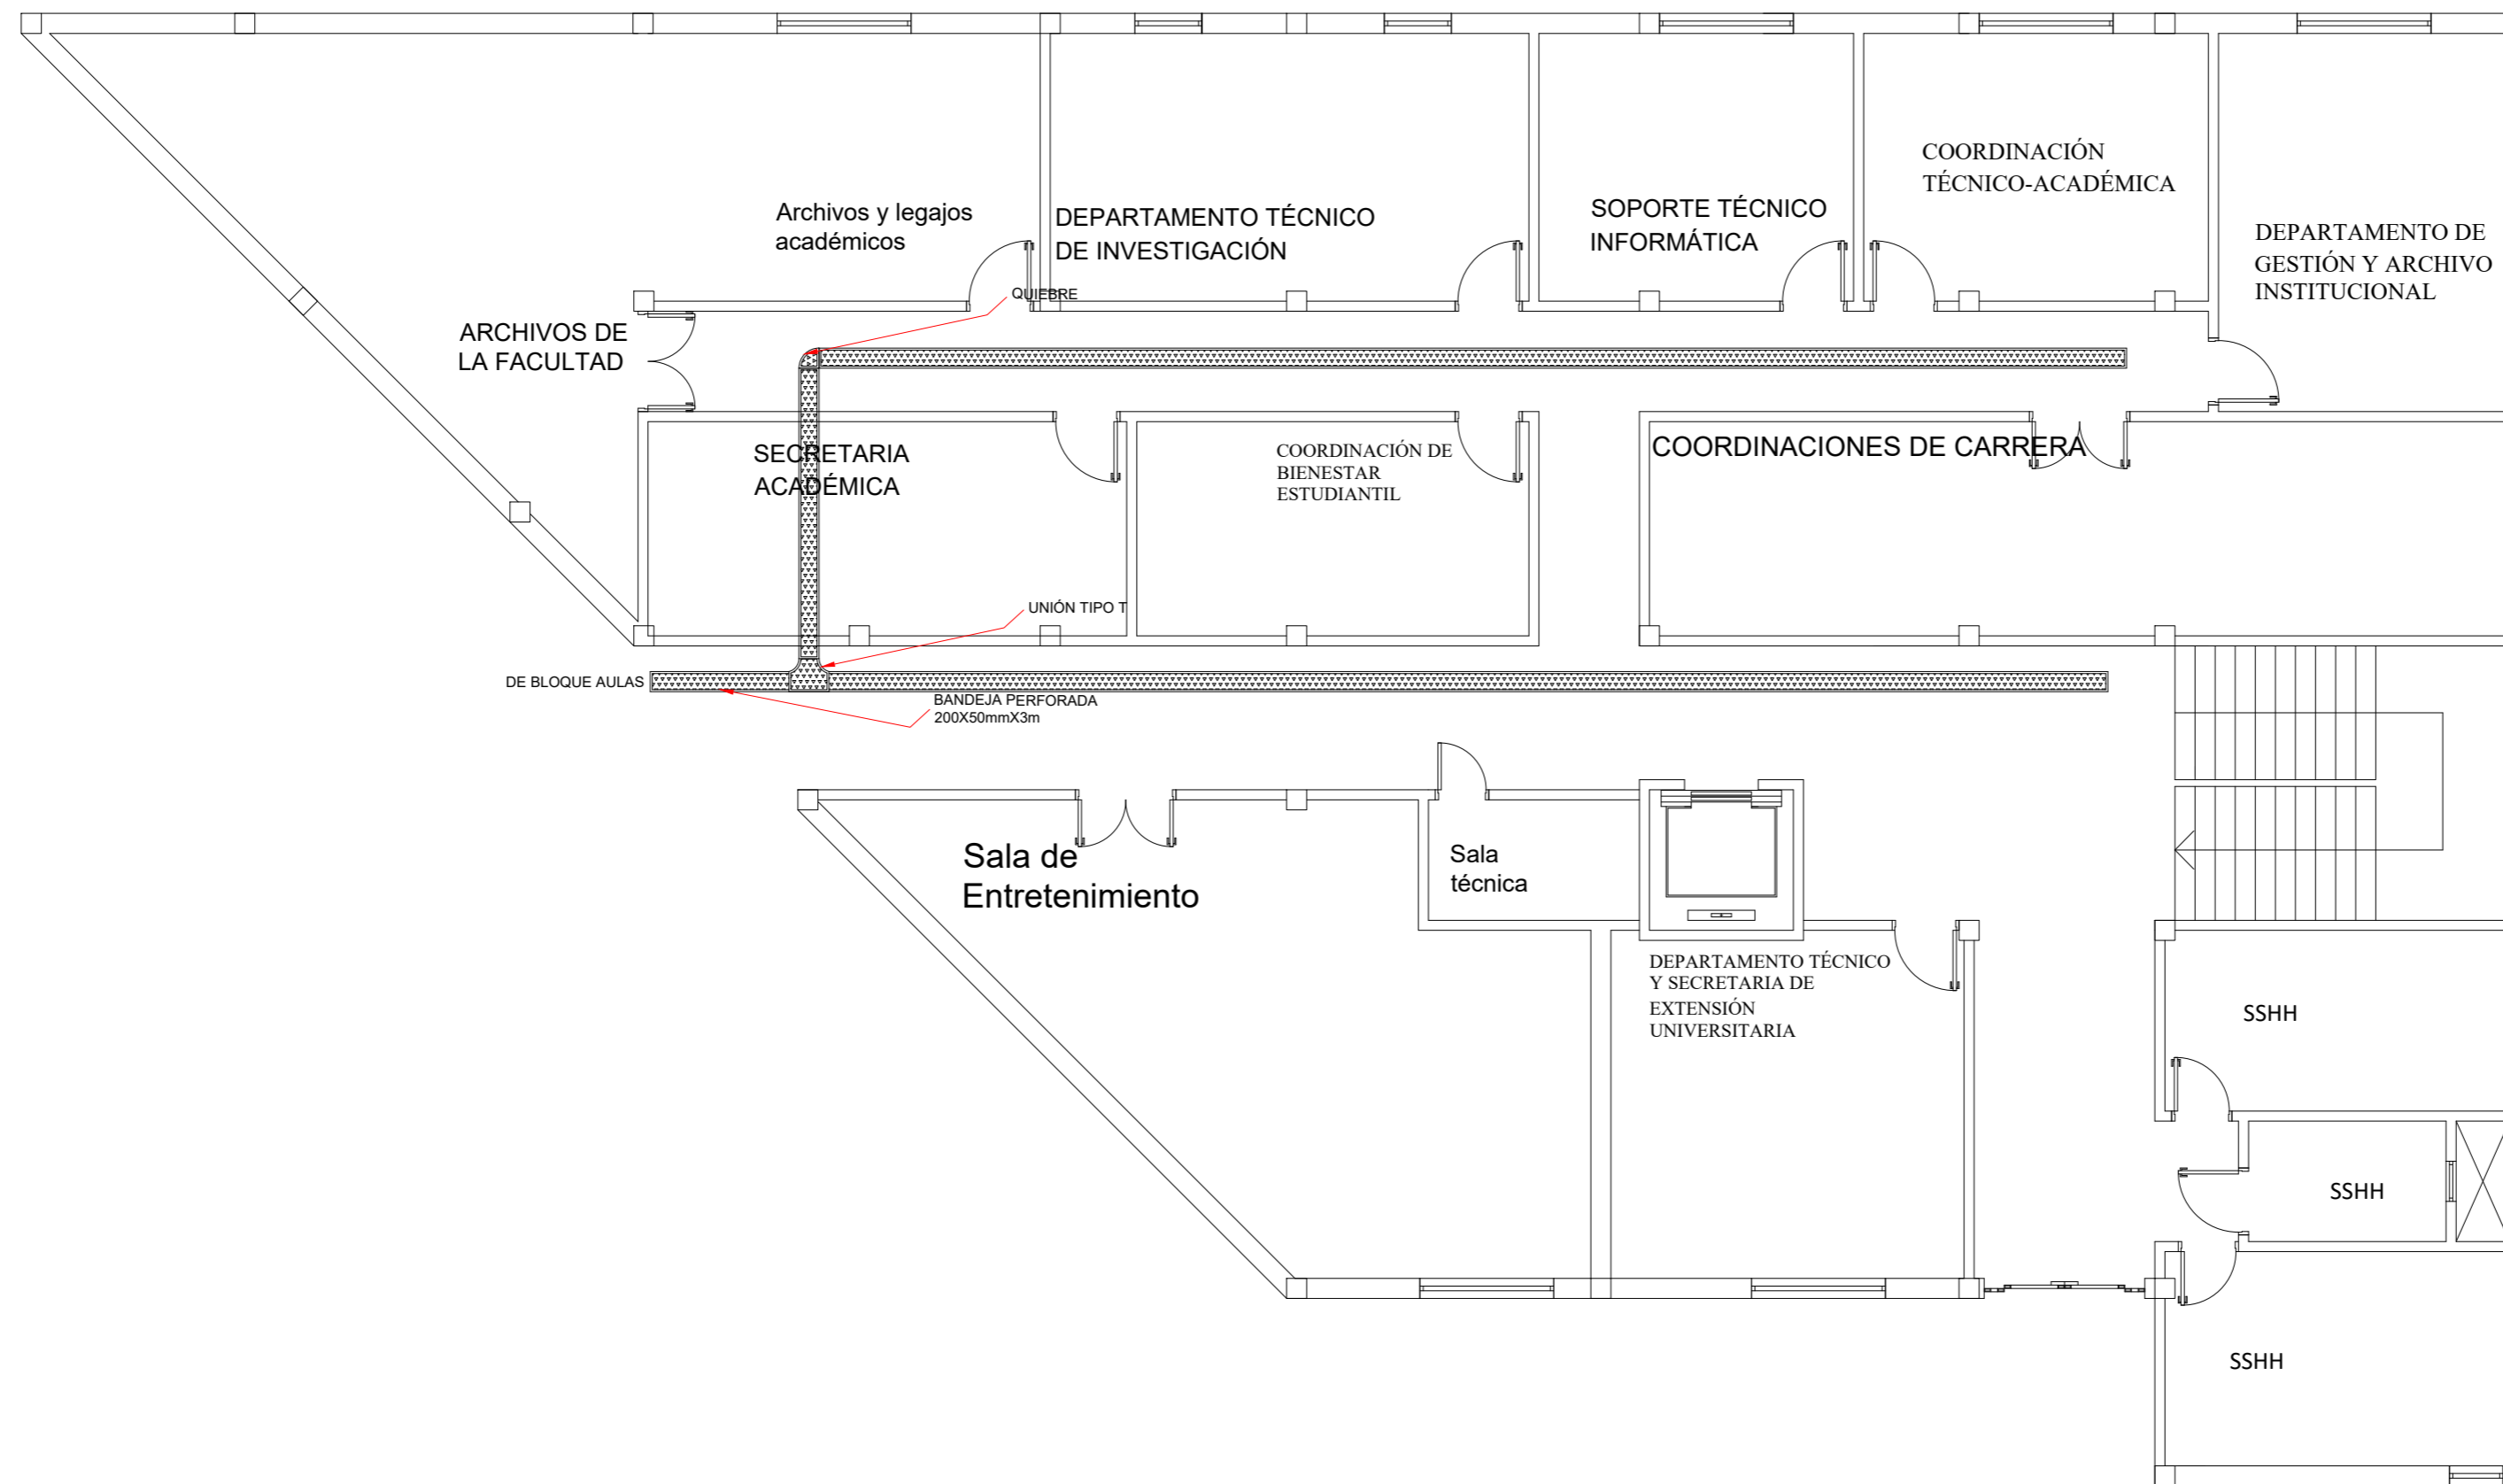 COORDINACIÓN
TÉCNICO-ACADÉMICA
Archivos y legajos
académicos
DEPARTAMENTO TÉCNICO
DE INVESTIGACIÓN
SOPORTE TÉCNICO
INFORMÁTICA
DEPARTAMENTO DE
GESTIÓN Y ARCHIVO
INSTITUCIONAL
QUIEBRE
ARCHIVOS DE
LA FACULTAD
SECRETARIA
ACADÉMICA
COORDINACIÓN DE
BIENESTAR
ESTUDIANTIL
COORDINACIONES DE CARRERA
UNIÓN TIPO T
DE BLOQUE AULAS
BANDEJA PERFORADA
200X50mmX3m
Sala de
Entretenimiento
Sala
técnica
DEPARTAMENTO TÉCNICO
Y SECRETARIA DE
EXTENSIÓN
UNIVERSITARIA
SSHH
SSHH
SSHH